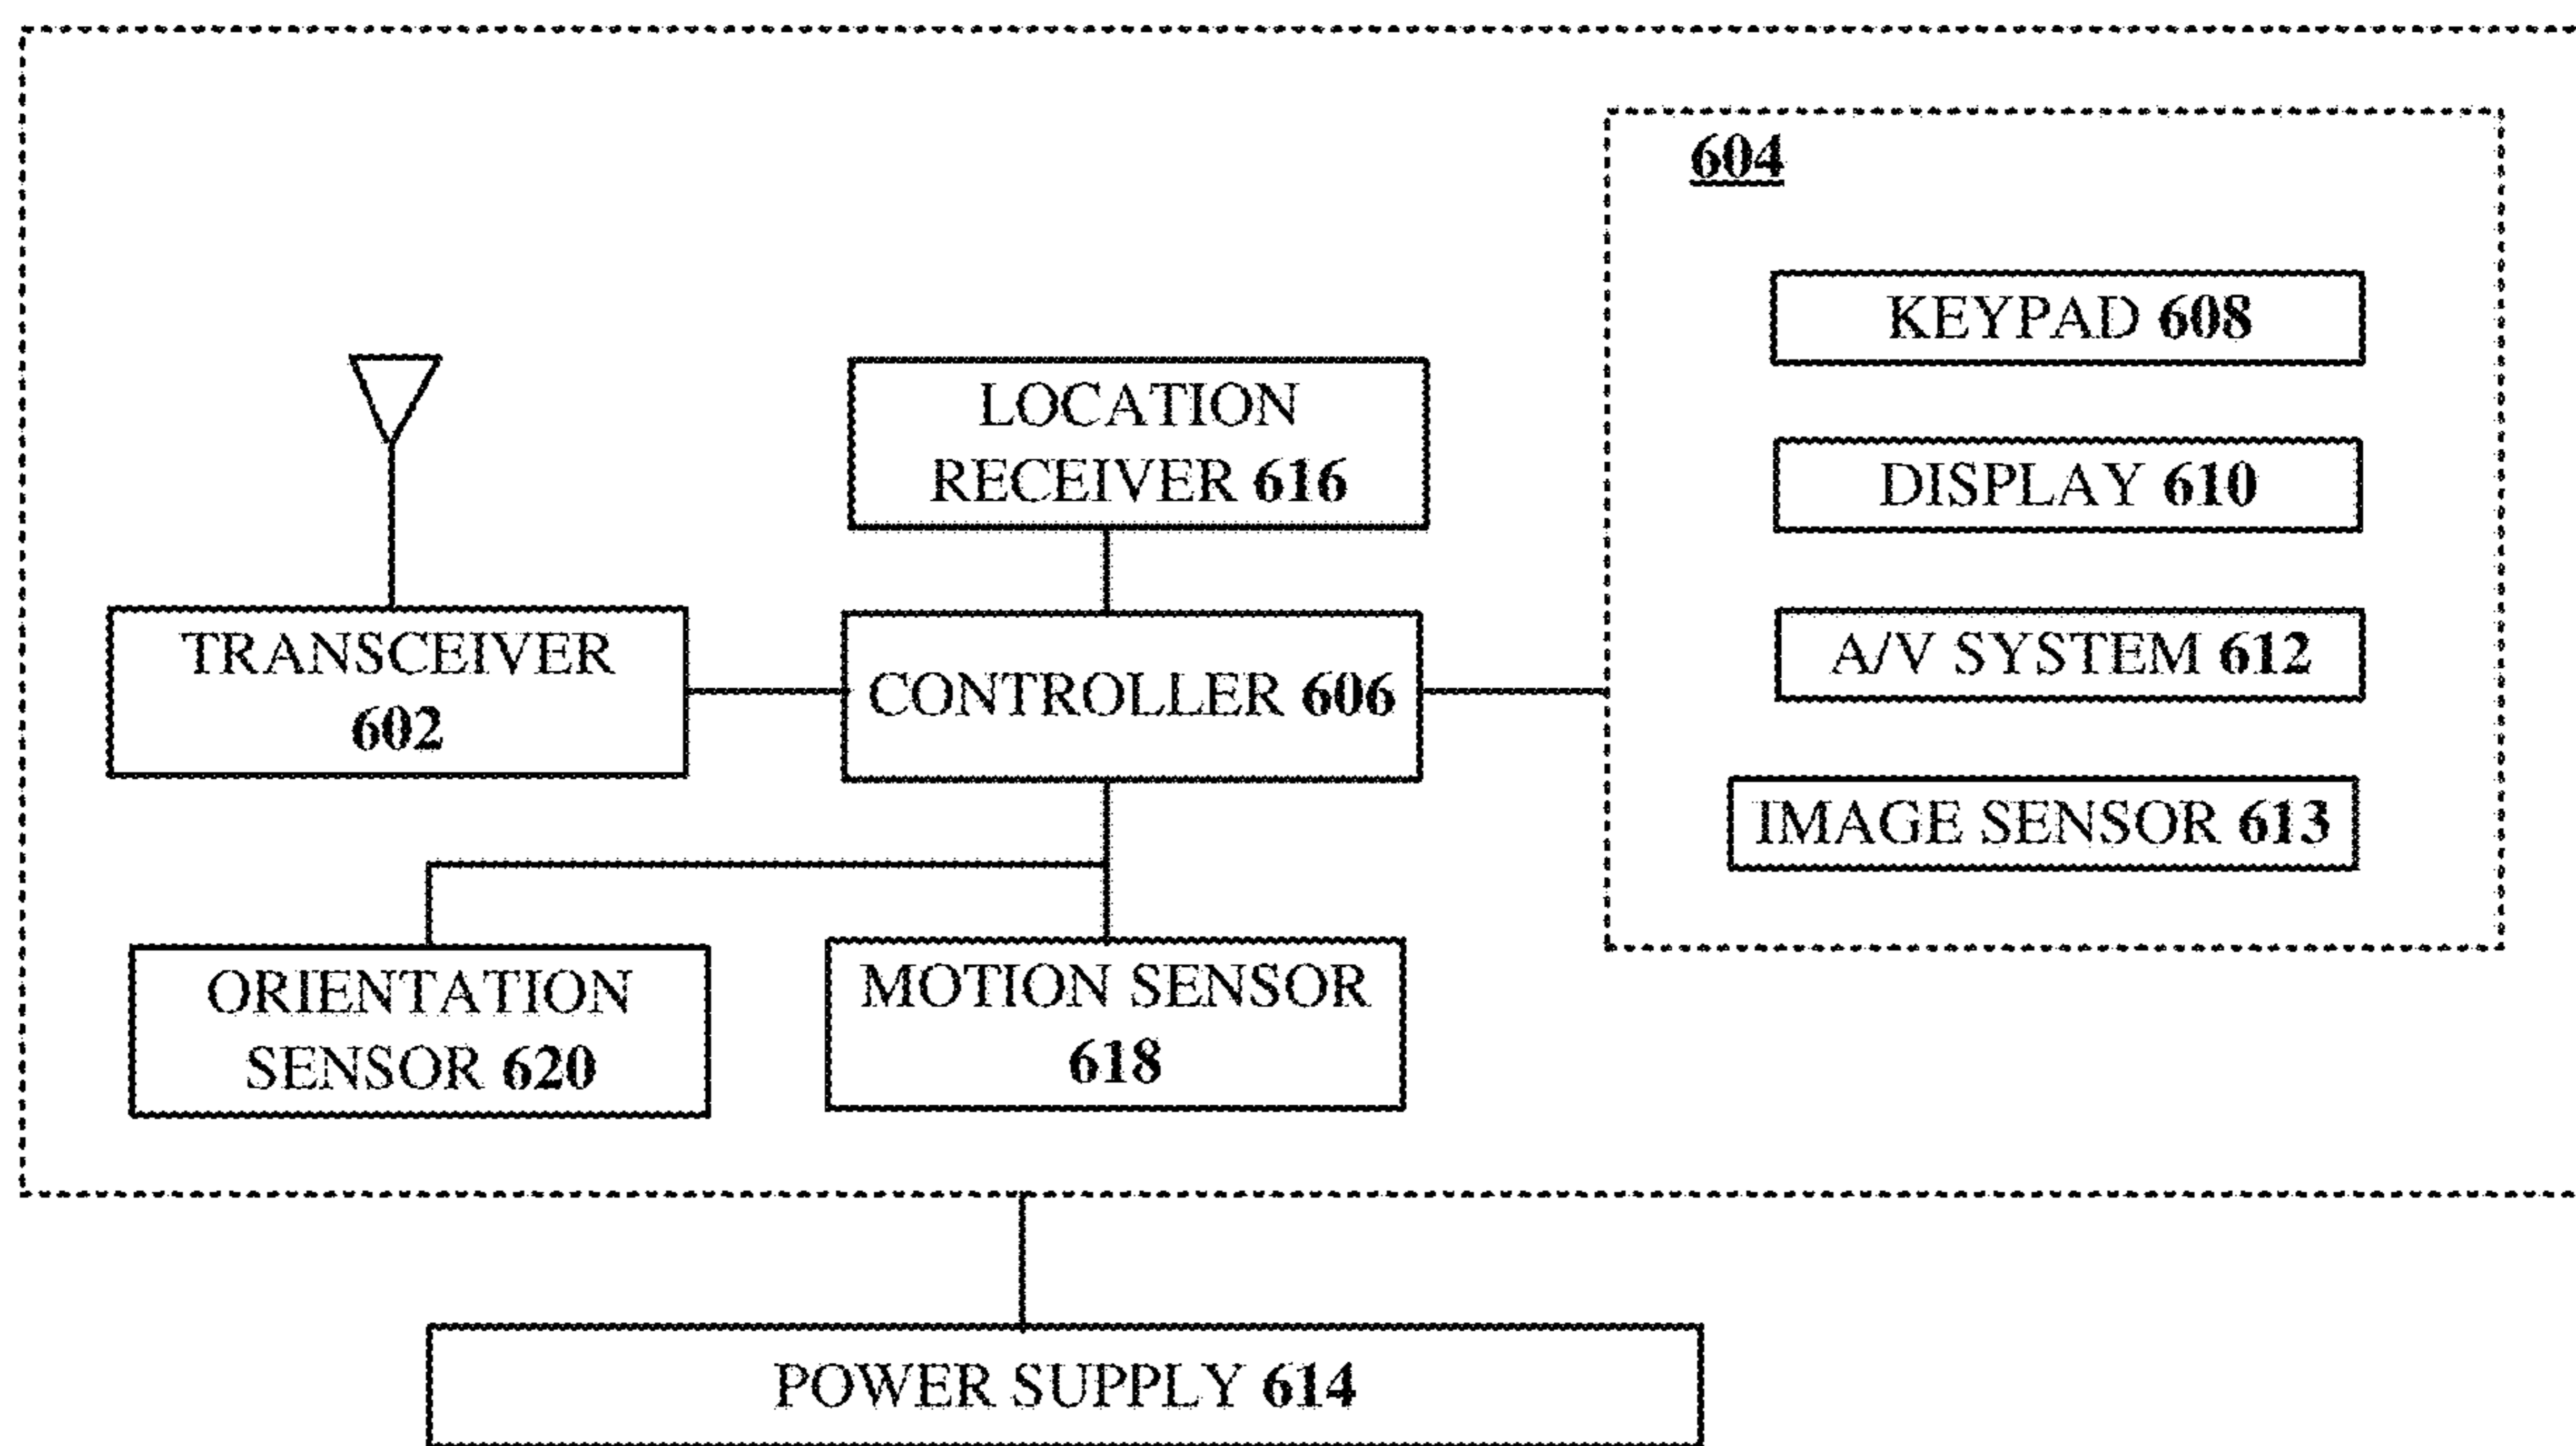 604
KEYPAD 608
LOCATION
RECEIVER 616
DISPLAY 610
TRANSCEIVER
602
CONTROLLER 606
A/V SYSTEM 612
IMAGE SENSOR 613
ORIENTATION
SENSOR 620
MOTION SENSOR
618
POWER SUPPLY 614